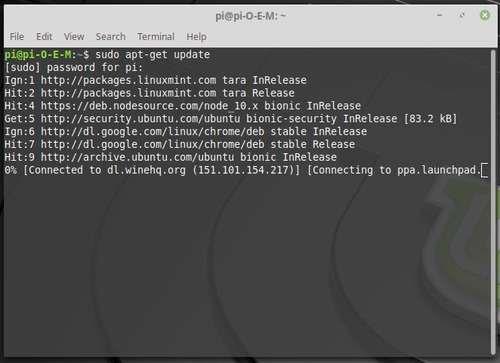 pi@pi-O-E-M: ~
File Edit View Search Terminal Help
pi@pi-O-E-M:~$ sudo apt-get update
[sudo] password for pi:
Ign:1 http://packages.linuxmint.com tara InRelease
Hit:2 http://packages.linuxmint.com tara Release
Hit:4 https://deb.nodesource.com/node_10.x bionic InRelease
Get:5 http://security.ubuntu.com/ubuntu bionic-security InRelease [83.2 kB]
Ign:6 http://dl.google.com/linux/chrome/deb stable InRelease
Hit:7 http://dl.google.com/linux/chrome/deb stable Release
Hit:9 http://archive.ubuntu.com/ubuntu bionic InRelease
0% [Connected to dl.winehq.org (151.101.154.217)] [Connecting to ppa.launchpad.